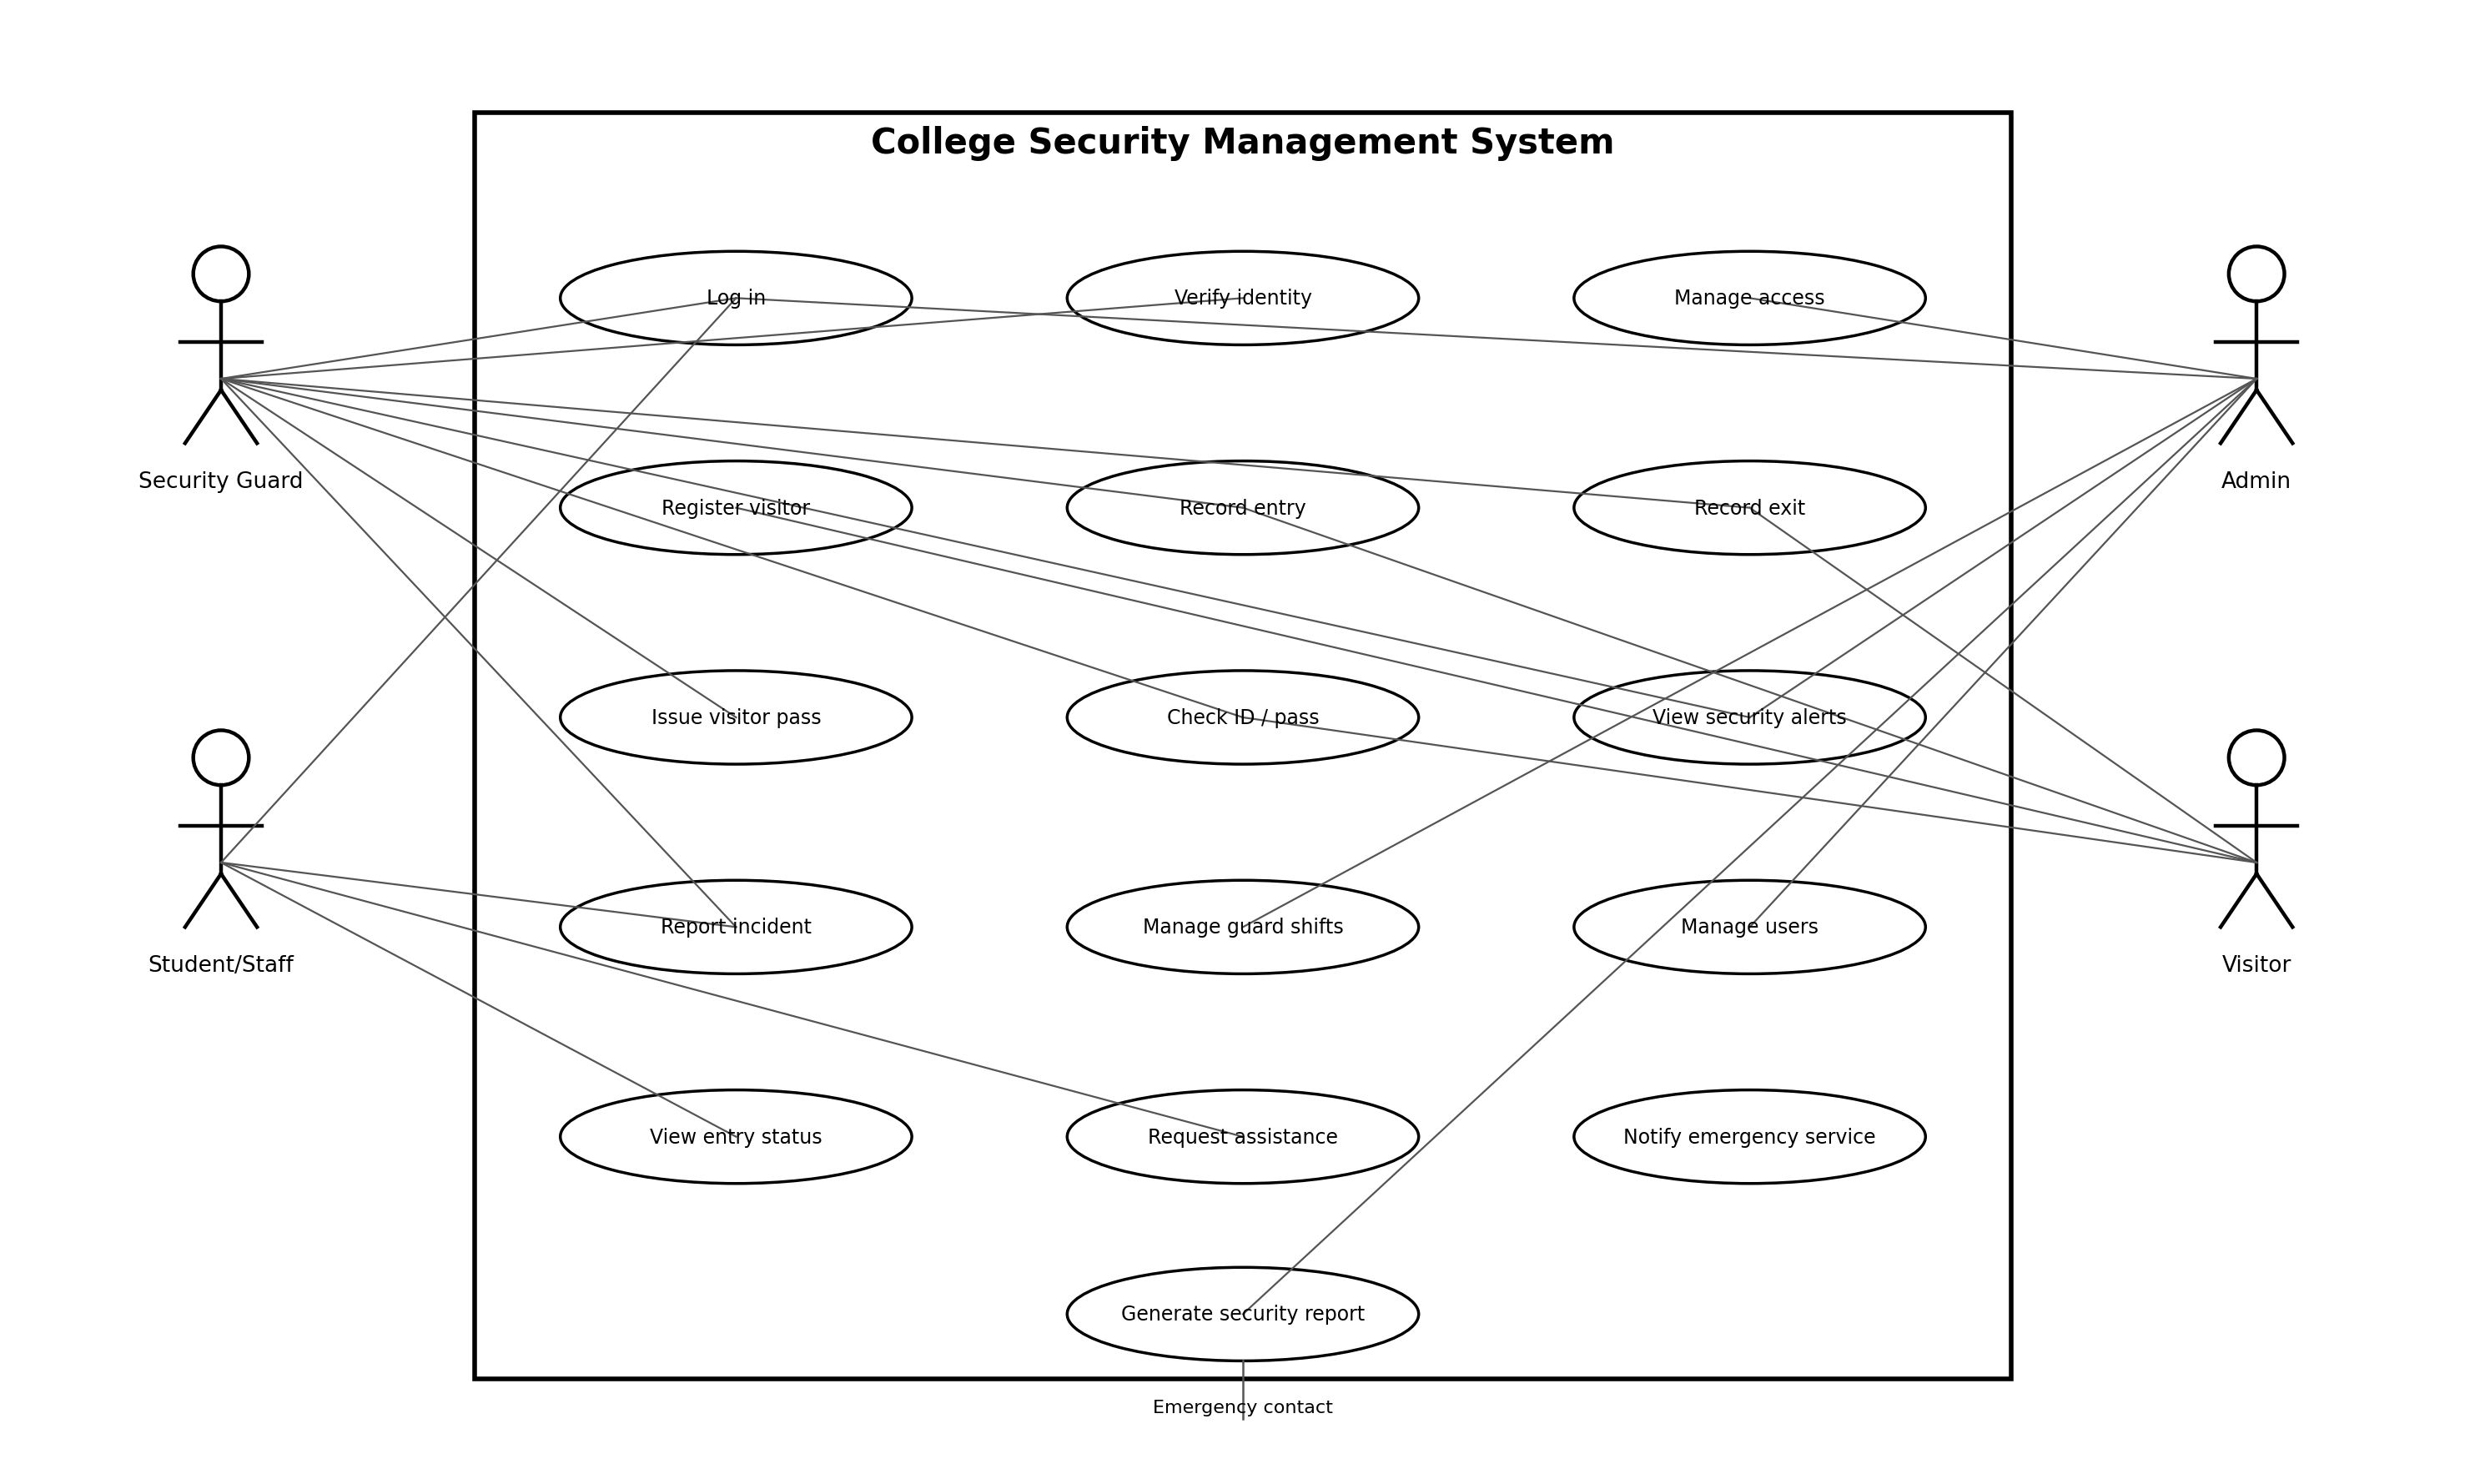 College Security Management System
Log in
Verify identity
Manage access
Security Guard
Admin
Register visitor
Record entry
Record exit
Issue visitor pass
Check ID / pass
View security alerts
Report incident
Manage guard shifts
Manage users
Student/Staff
Visitor
View entry status
Request assistance
Notify emergency service
Generate security report
Emergency contact